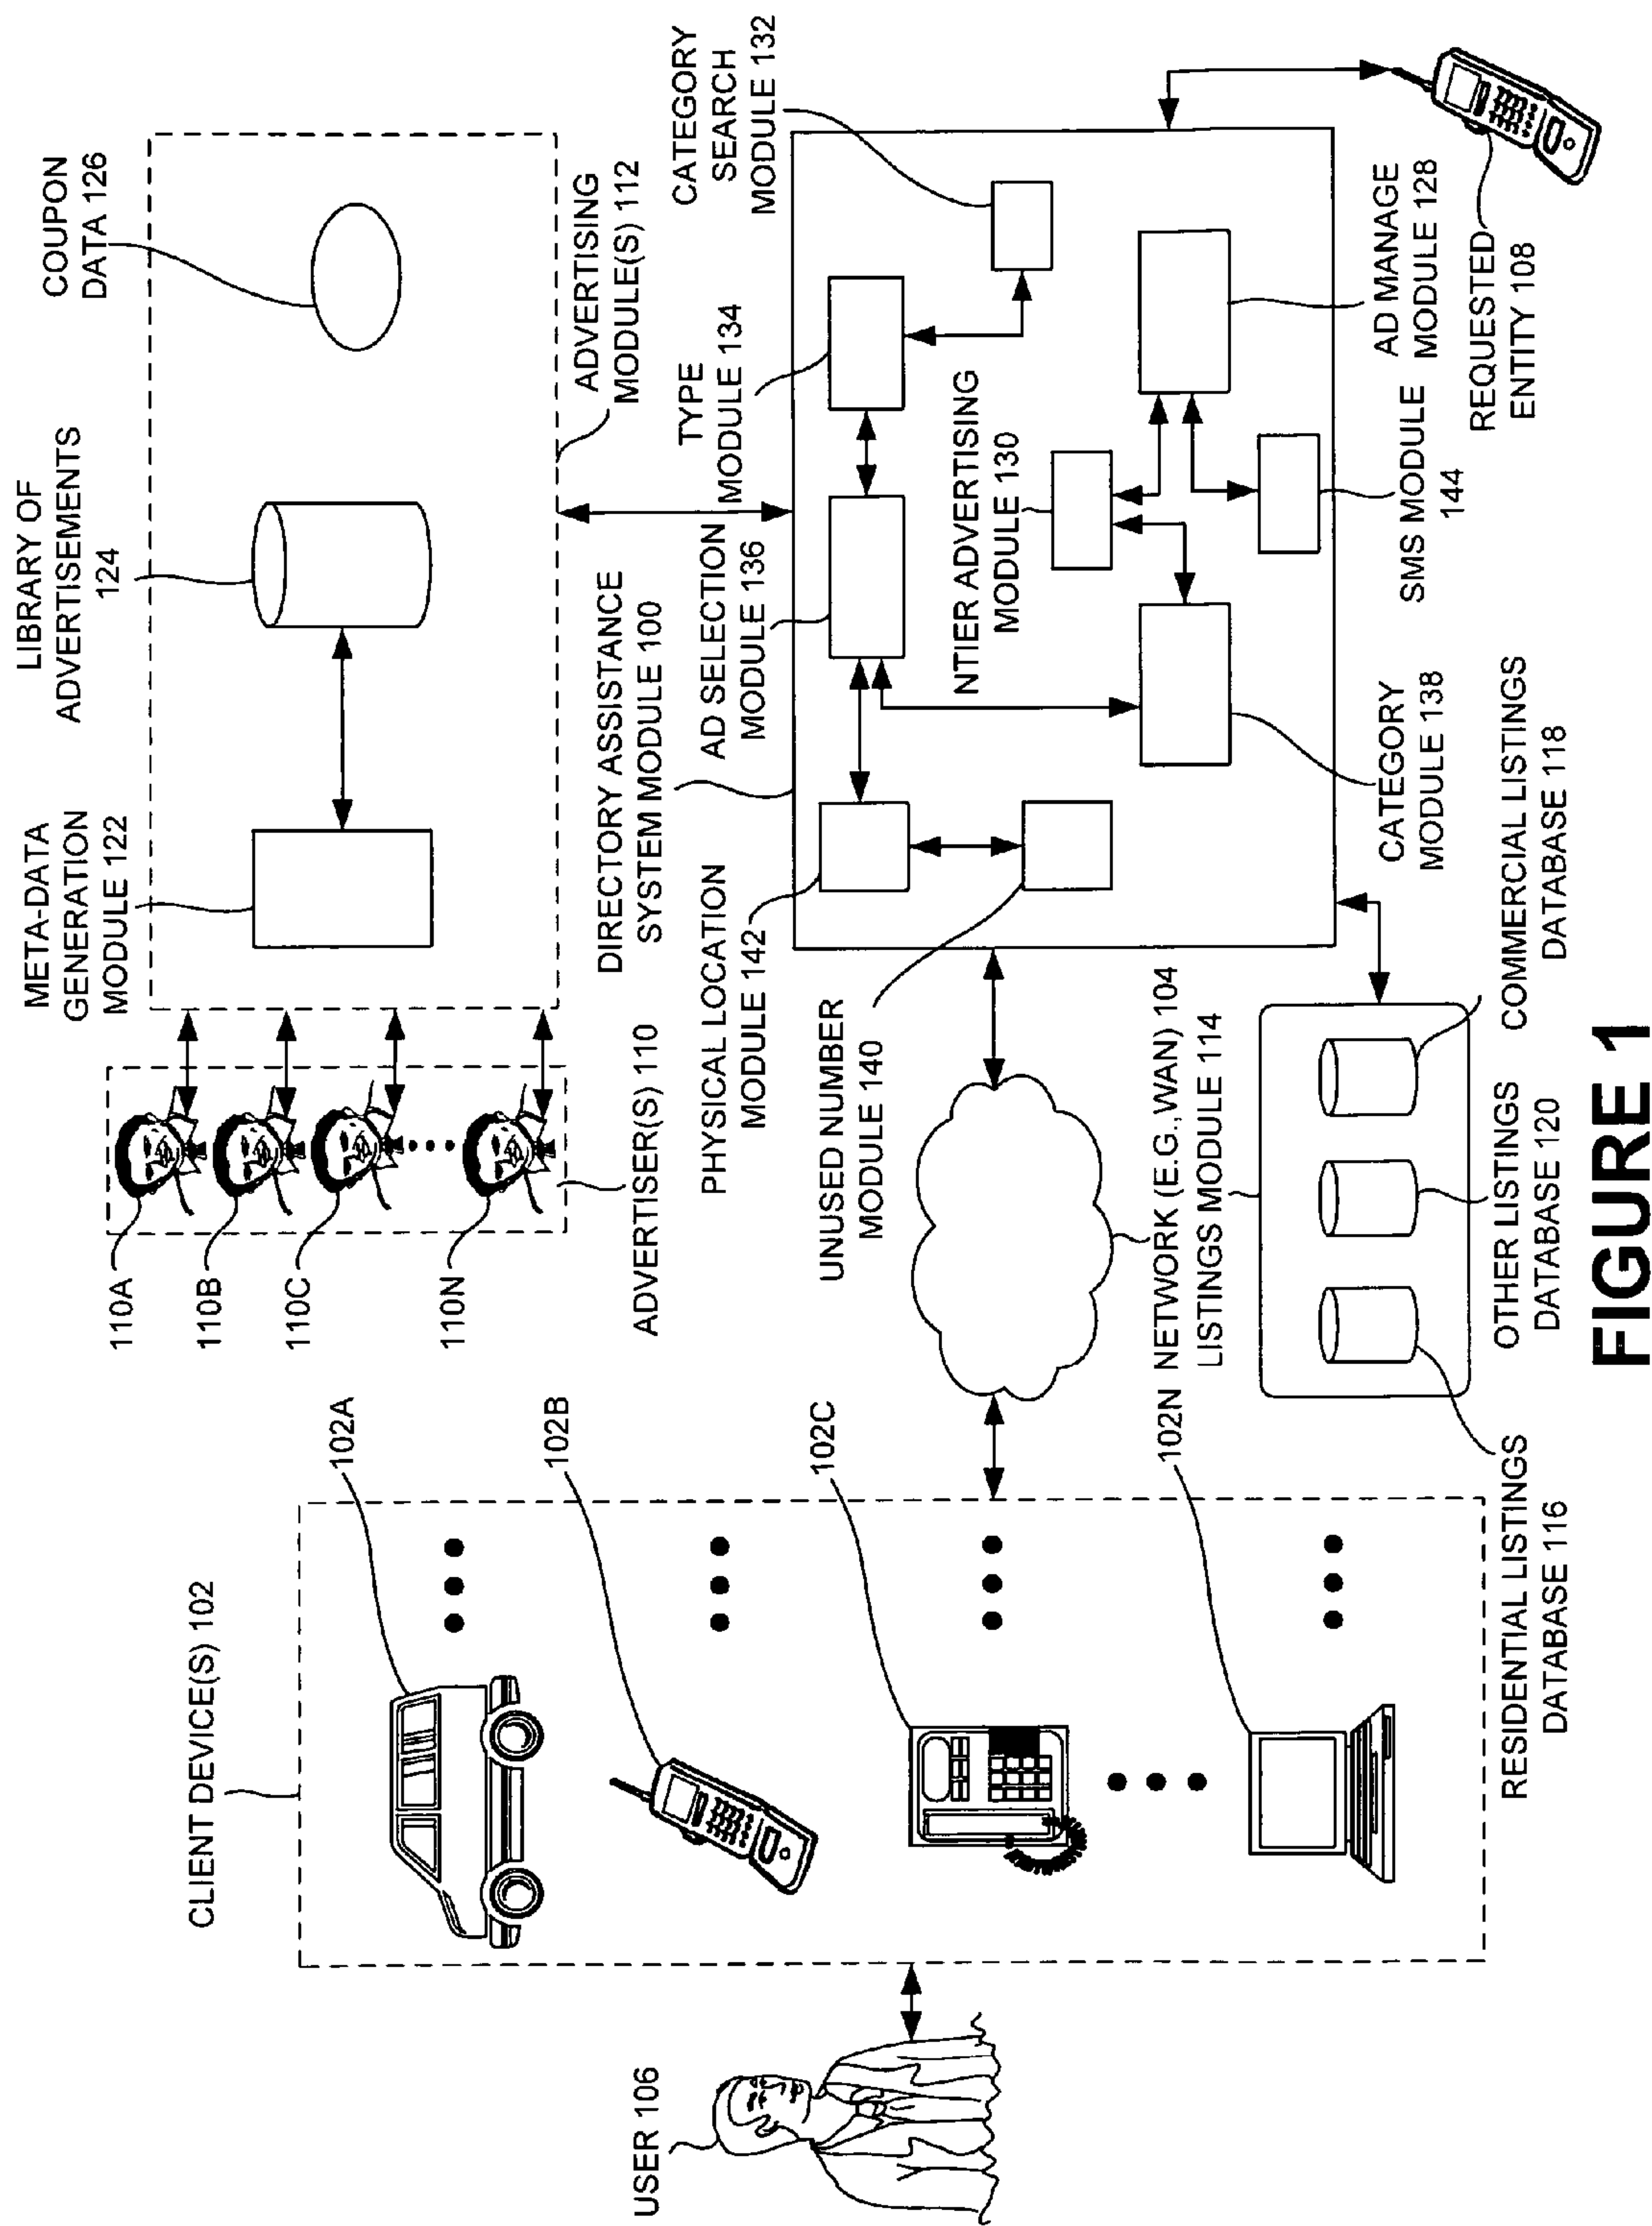 USER 106
CLIENT DEVICE(S) 102
102A
102B
102C
102N
110A
110B
110C
110N
ADVERTISER(S) 110
META-DATA
GENERATION
MODULE 122
LIBRARY OF
ADVERTISEMENTS
124
COUPON
DATA 126
ADVERTISING
MODULE(S) 112
DIRECTORY ASSISTANCE
SYSTEM MODULE 100
PHYSICAL LOCATION
MODULE 142
AD SELECTION
MODULE 136
TYPE
MODULE 134
CATEGORY
SEARCH
MODULE 132
UNUSED NUMBER
MODULE 140
NTIER ADVERTISING
MODULE 130
NETWORK (E.G.,WAN) 104
LISTINGS MODULE 114
CATEGORY
MODULE 138
SMS MODULE
144
AD MANAGE
MODULE 128
REQUESTED
ENTITY 108
RESIDENTIAL LISTINGS
DATABASE 116
OTHER LISTINGS
DATABASE 120
COMMERCIAL LISTINGS
DATABASE 118
FIGURE 1